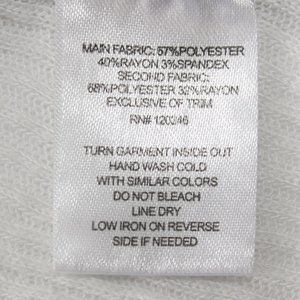 MAIN FABRIC: 57%POLYESTER
40%RAYON 3%SPANDEX
SECOND FABRIC:
68%POLYESTER 32%RAYON
EXCLUSIVE OF TRIM
RN# 120246
TURN GARMENT INSIDE OUT
HAND WASH COLD
WITH SIMILAR COLORS
DO NOT BLEACH
LINE DRY
LOW IRON ON REVERSE
SIDE IF NEEDED